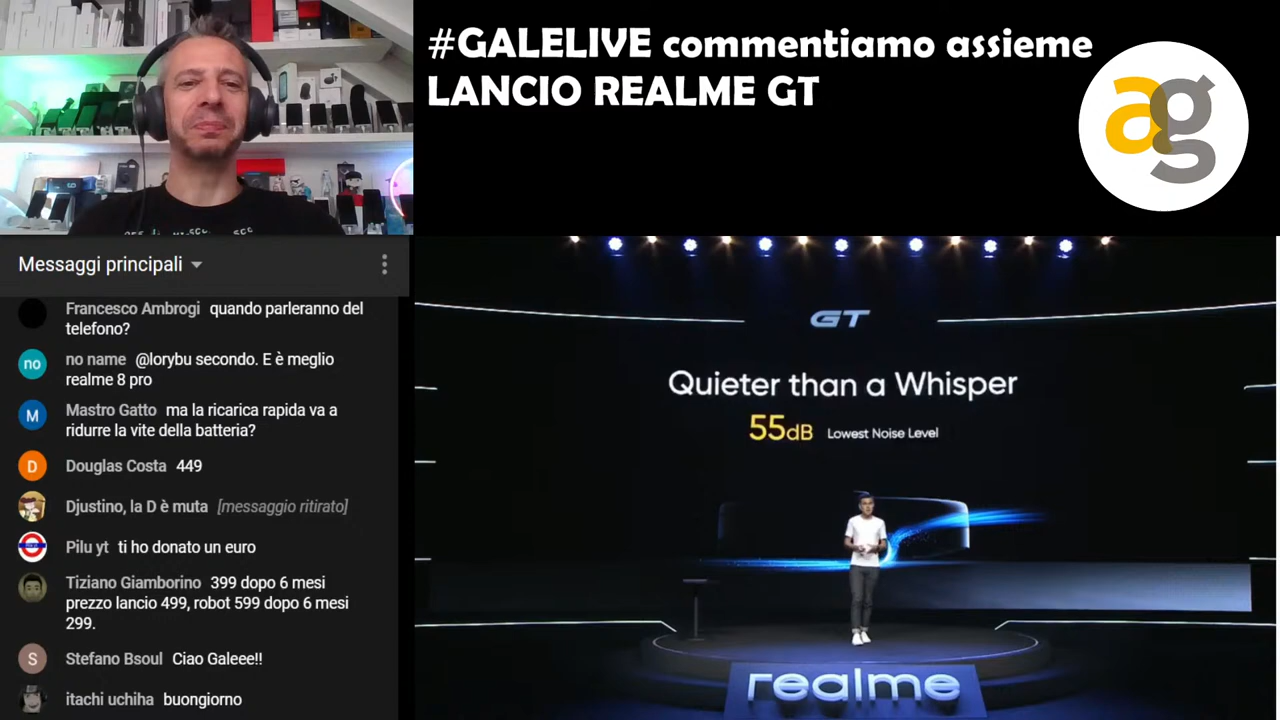 #GALELIVE commentiamo assieme
LANCIO REALME GT
ag
Messaggi principali
Francesco Ambrogi quando parleranno del
telefono?
no
no name @lorybu secondo. E è meglio
realme 8 pro
M
Mastro Gatto ma la ricarica rapida va a
ridurre la vite della batteria?
D
Douglas Costa 449
Djustino, la D è muta [messaggio ritirato]
Pilu yt ti ho donato un euro
Tiziano Giamborino 399 dopo 6 mesi
prezzo lancio 499, robot 599 dopo 6 mesi
299.
S
Stefano Bsoul Ciao Galeee!!
itachi uchiha buongiorno
GT
Quieter than a Whisper
55dB Lowest Noise Level
realme